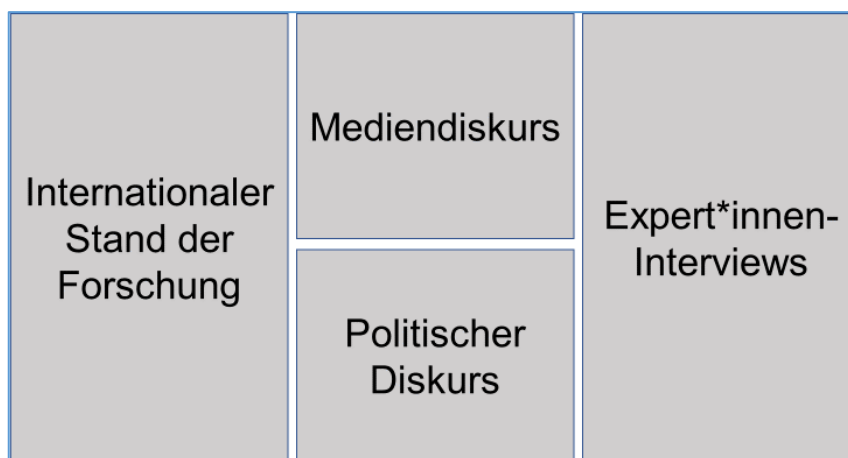 Internationaler
Stand der
Forschung
Mediendiskurs
Politischer
Diskurs
Expert*innen-
Interviews